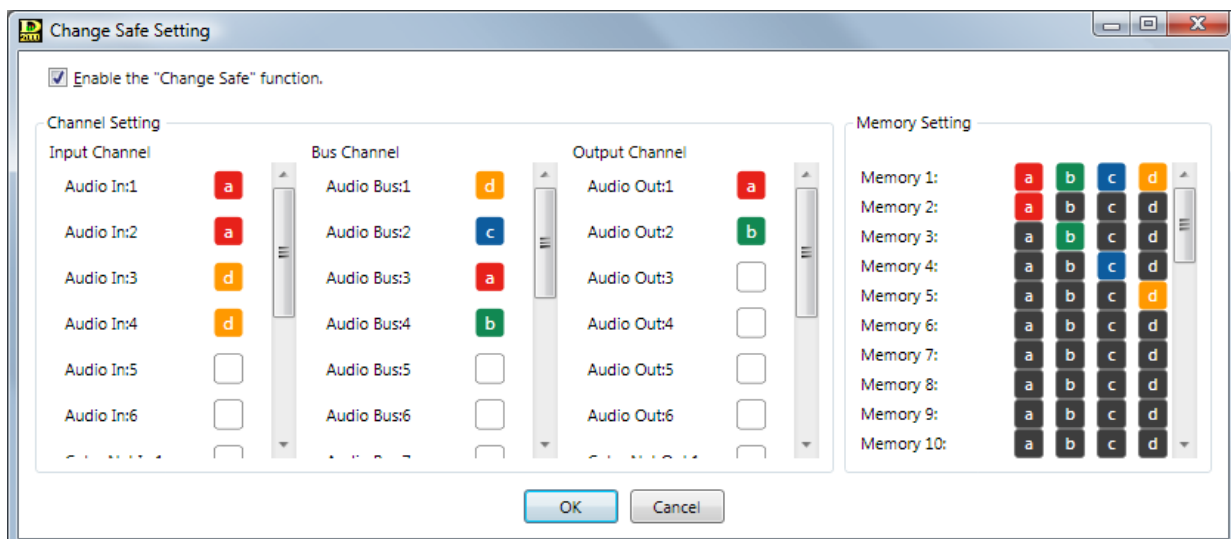 Change Safe Setting
Enable the "Change Safe" function.
Channel Setting
Input Channel
Audio In:1 a
Audio In:2 a
Audio In:3 d
Audio In:4 d
Audio In:5
Audio In:6
Bus Channel
Audio Bus:1 d
Audio Bus:2 c
Audio Bus:3 a
Audio Bus:4 b
Audio Bus:5
Audio Bus:6
Output Channel
Audio Out:1 a
Audio Out:2 b
Audio Out:3
Audio Out:4
Audio Out:5
Audio Out:6
Memory Setting
Memory 1: a b c d
Memory 2: a b c d
Memory 3: a b c d
Memory 4: a b c d
Memory 5: a b c d
Memory 6: a b c d
Memory 7: a b c d
Memory 8: a b c d
Memory 9: a b c d
Memory 10: a b c d
OK
Cancel